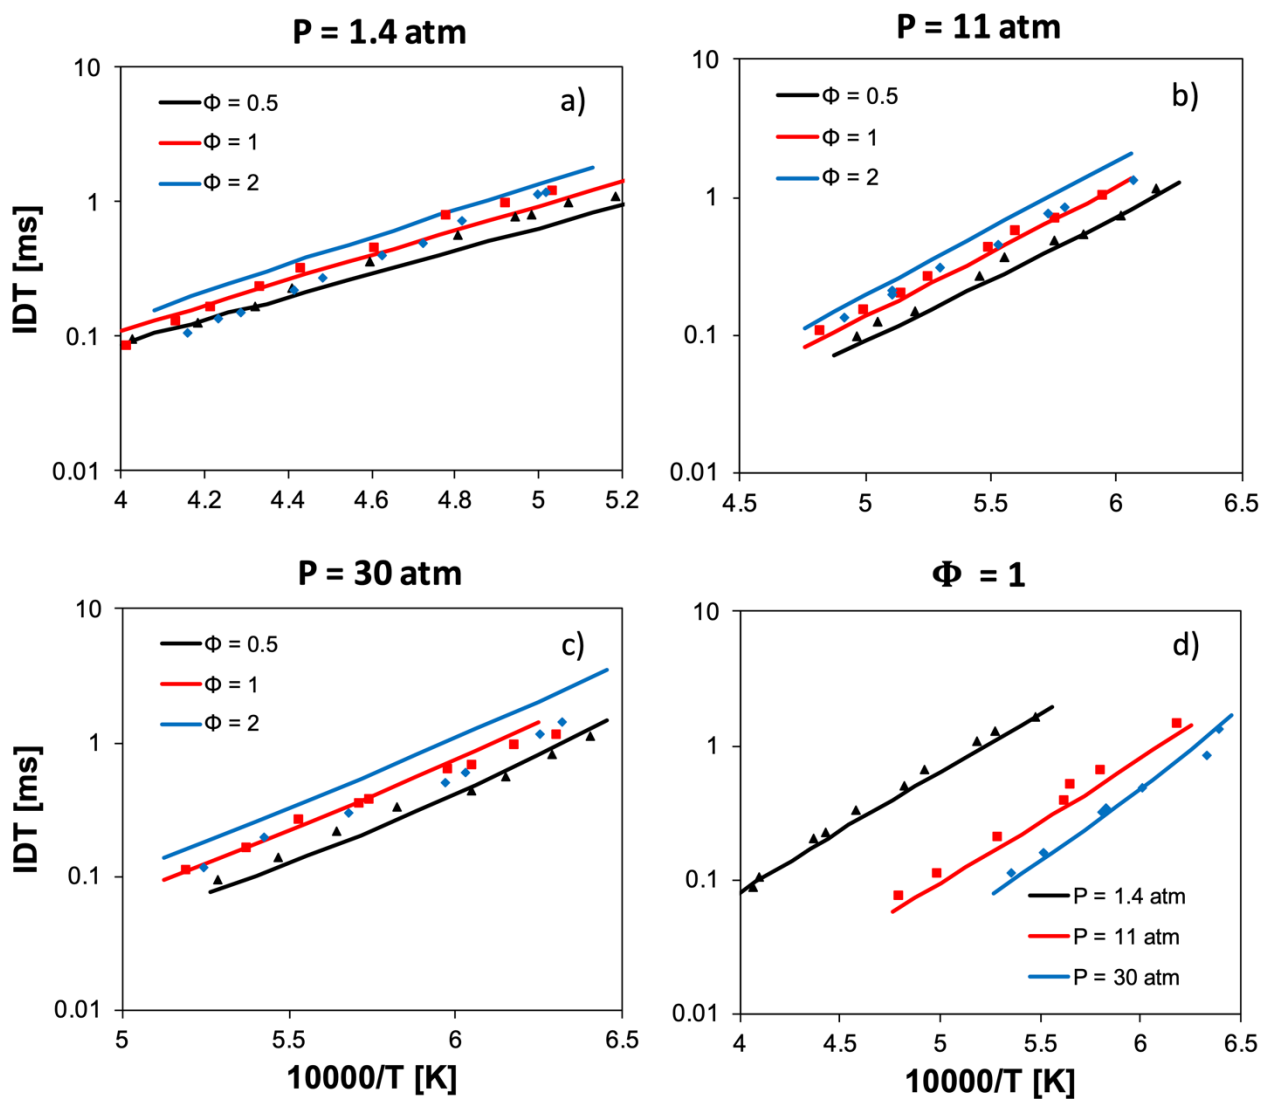 P = 1.4 atm
10
1
0.1
0.01
IDT [ms]
Φ = 0.5
Φ = 1
Φ = 2
a)
4
4.2
4.4
4.6
4.8
5
5.2
P = 11 atm
10
1
0.1
0.01
Φ = 0.5
Φ = 1
Φ = 2
b)
4.5
5
5.5
6
6.5
P = 30 atm
10
1
0.1
0.01
IDT [ms]
Φ = 0.5
Φ = 1
Φ = 2
c)
5
5.5
6
6.5
10000/T [K]
Φ = 1
10
1
0.1
0.01
d)
P = 1.4 atm
P = 11 atm
P = 30 atm
4
4.5
5
5.5
6
6.5
10000/T [K]